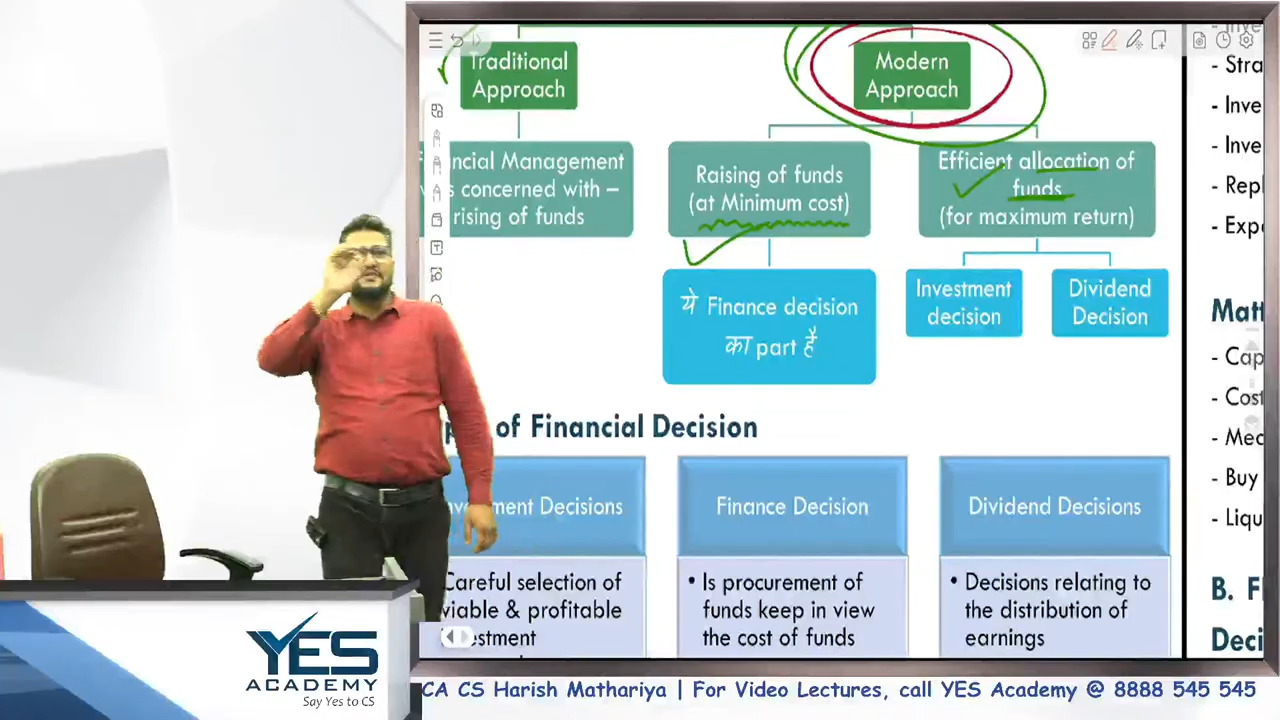 Traditional
Approach
Modern
Approach
ncial Management
s concerned with –
rising of funds
Raising of funds
(at Minimum cost)
Efficient allocation of
funds
(for maximum return)
ये Finance decision
का part है
Investment
decision
Dividend
Decision
of Financial Decision
ment Decisions
Finance Decision
Dividend Decisions
Careful selection of
viable & profitable
estment
• Is procurement of
funds keep in view
the cost of funds
• Decisions relating to
the distribution of
earnings
- Stra
- Inve
- Inve
- Repl
- Expa
Matt
- Cap
- Cost
- Mea
- Buy
- Liqu
B. F
Deci
YES
ACADEMY
Say Yes to CS
CA CS Harish Mathariya | For Video Lectures, call YES Academy @ 8888 545 545